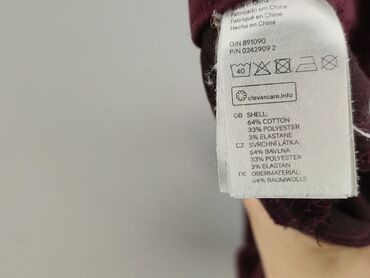 Fabricado em China
Fabriqué en Chine
Hecho en China
O/N 891090
P/N 0242909 2
40
clevercare.info
GB SHELL:
64% COTTON
33% POLYESTER
3% ELASTANE
CZ SVRCHNÍ LÁTKA:
64% BAVLNA
33% POLYESTER
3% ELASTAN
DE OBERMATERIAL:
64% BAUMWOLLE